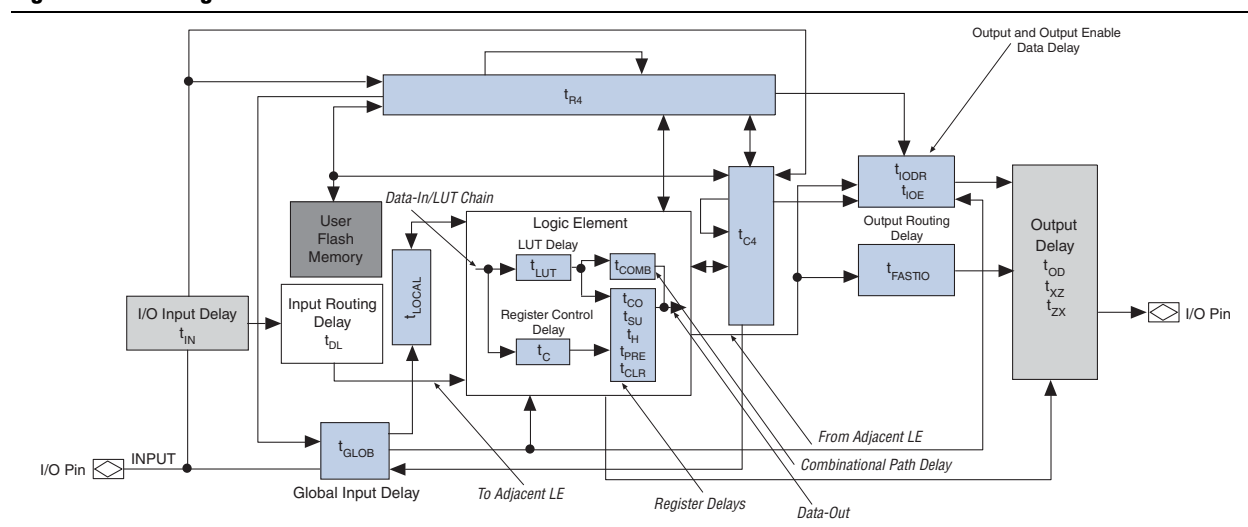 Output and Output Enable
Data Delay
tR4
Data-In/LUT Chain
User
Flash
Memory
Logic Element
LUT Delay
tLUT
tCOMB
tC4
tIODR
tIOE
Output Routing
Delay
tFASTIO
Output
Delay
tOD
tXZ
tZX
I/O Pin
I/O Input Delay
tIN
Input Routing
Delay
tDL
tLOCAL
Register Control
Delay
tC
tCO
tSU
tH
tPRE
tCLR
From Adjacent LE
Combinational Path Delay
I/O Pin
INPUT
tGLOB
Global Input Delay
To Adjacent LE
Register Delays
Data-Out